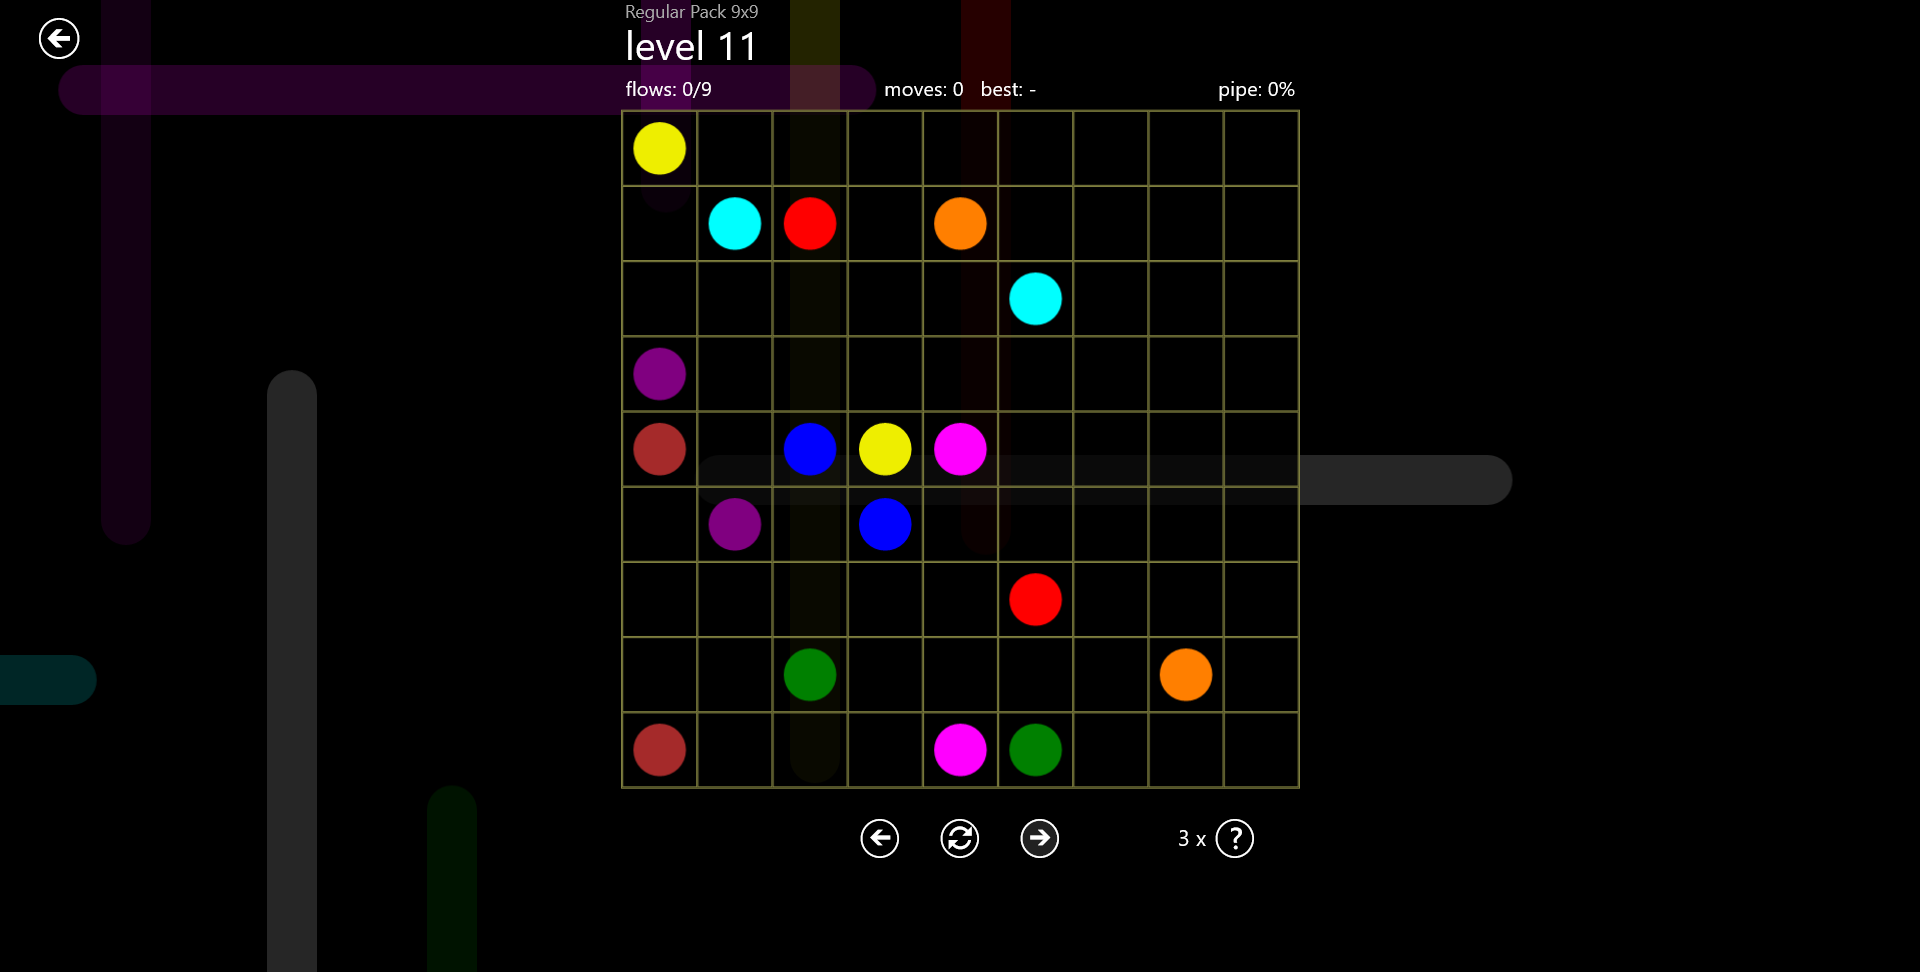 Regular Pack 9x9
level 11
flows: 0/9 moves: 0 best: - pipe: 0%
3 x ?